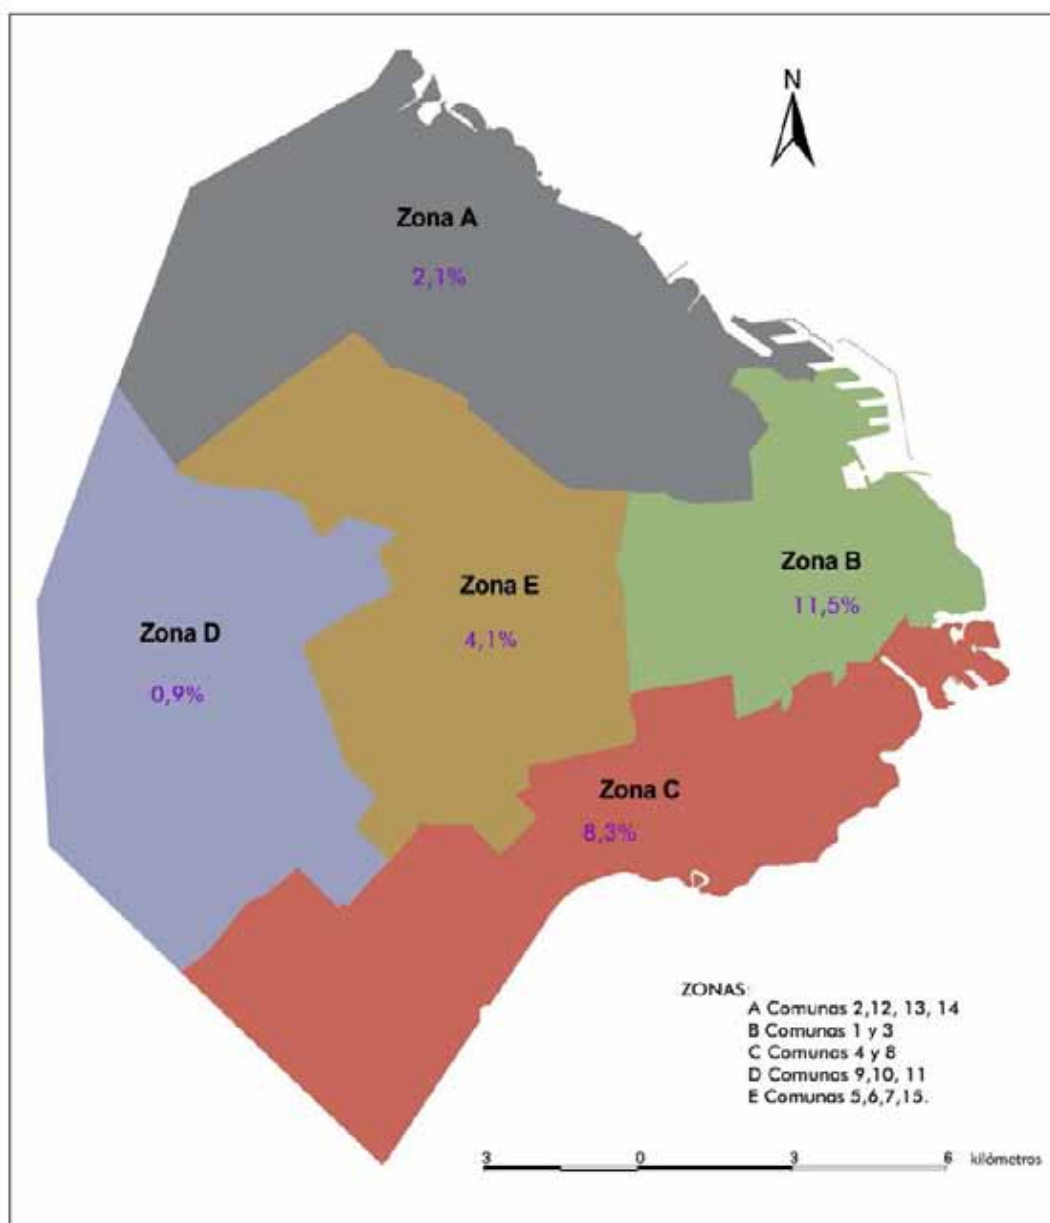 N
Zona A
2,1%
Zona B
11,5%
Zona E
4,1%
Zona D
0,9%
Zona C
8,3%
ZONAS:
A Comunas 2,12, 13, 14
B Comunas 1 y 3
C Comunas 4 y 8
D Comunas 9,10, 11
E Comunas 5,6,7,15.
3 0 3 6 kilómetros